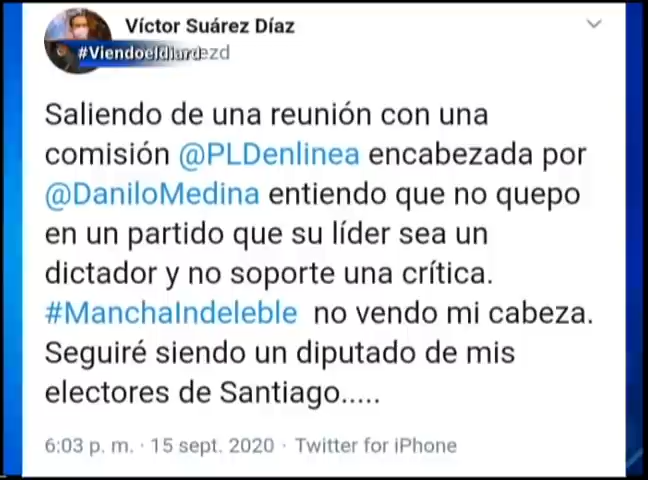 Víctor Suárez Díaz
#Viendoeldiardezd
Saliendo de una reunión con una
comisión @PLDenlinea encabezada por
@DaniloMedina entiendo que no quepo
en un partido que su líder sea un
dictador y no soporte una crítica.
#ManchaIndeleble no vendo mi cabeza.
Seguiré siendo un diputado de mis
electores de Santiago.....
6:03 p. m. · 15 sept. 2020 · Twitter for iPhone